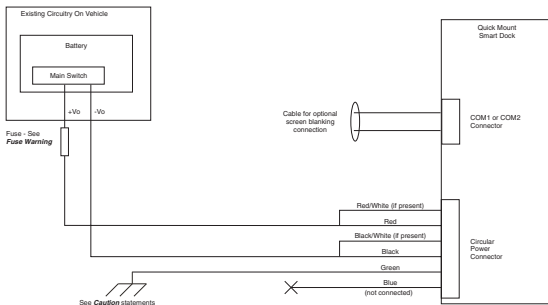 Existing Circuitry On Vehicle
Battery
Main Switch
+Vo
-Vo
Fuse - See
Fuse Warning
Quick Mount
Smart Dock
Cable for optional
screen blanking
connection
COM1 or COM2
Connector
Red/White (if present)
Red
Black/White (if present)
Black
Green
Blue
(not connected)
Circular
Power
Connector
See Caution statements